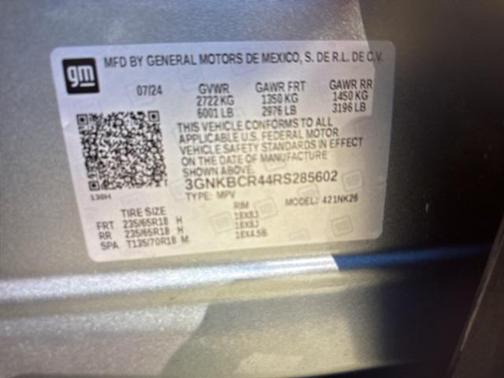 gm
MFD BY GENERAL MOTORS DE MEXICO, S. DE R.L. DE C.V.
07/24 GVWR GAWR FRT GAWR RR
2722 KG 1350 KG 1450 KG
6001 LB 2976 LB 3196 LB
THIS VEHICLE CONFORMS TO ALL
APPLICABLE U.S. FEDERAL MOTOR
VEHICLE SAFETY STANDARDS IN EFFECT
ON THE DATE OF MANUFACTURE
SHOWN ABOVE.
3GNKBCR44RS285602
TYPE: MPV MODEL: 421NK26
138H
TIRE SIZE RIM
FRT 235/65R18 H 18X8J
RR 235/65R18 H 18X8J
SPA T135/70R18 M 18X4.5B